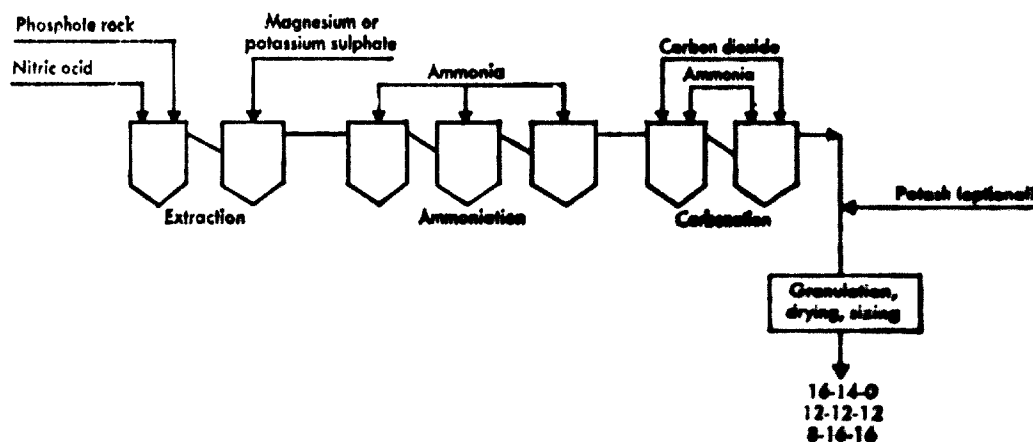 Phosphate rock
Nitric acid
Magnesium or
potassium sulphate
Ammonia
Carbon dioxide
Ammonia
Extraction
Ammoniation
Carbonation
Potash (optional)
Granulation,
drying, sizing
16-14-0
12-12-12
8-16-16